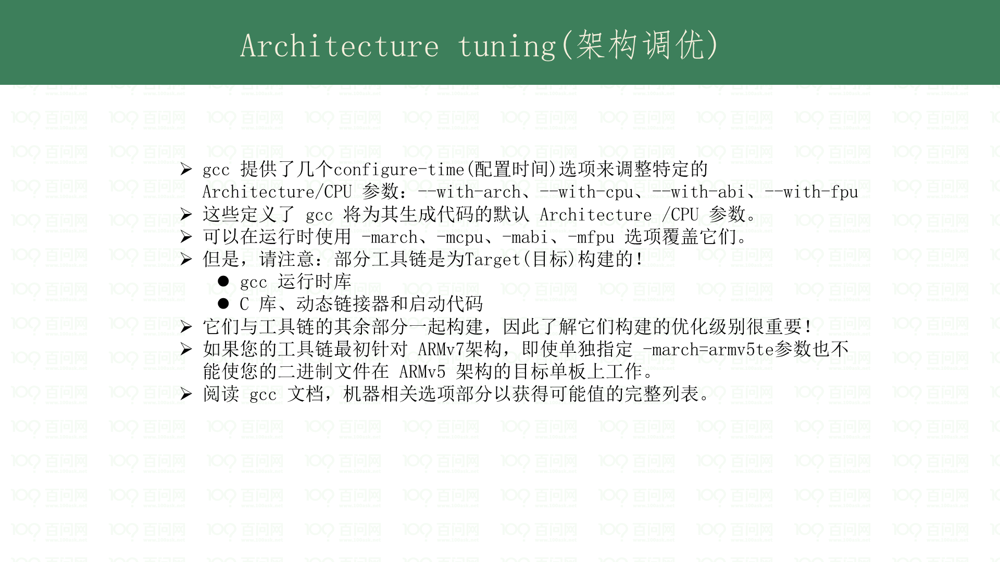 Architecture tuning(架构调优)
gcc 提供了几个configure-time(配置时间)选项来调整特定的
Architecture/CPU 参数：--with-arch、--with-cpu、--with-abi、--with-fpu
这些定义了 gcc 将为其生成代码的默认 Architecture /CPU 参数。
可以在运行时使用 -march、-mcpu、-mabi、-mfpu 选项覆盖它们。
但是，请注意：部分工具链是为Target(目标)构建的！
gcc 运行时库
C 库、动态链接器和启动代码
它们与工具链的其余部分一起构建，因此了解它们构建的优化级别很重要！
如果您的工具链最初针对 ARMv7架构，即使单独指定 -march=armv5te参数也不
能使您的二进制文件在 ARMv5 架构的目标单板上工作。
阅读 gcc 文档，机器相关选项部分以获得可能值的完整列表。
百问网
www.100ask.net